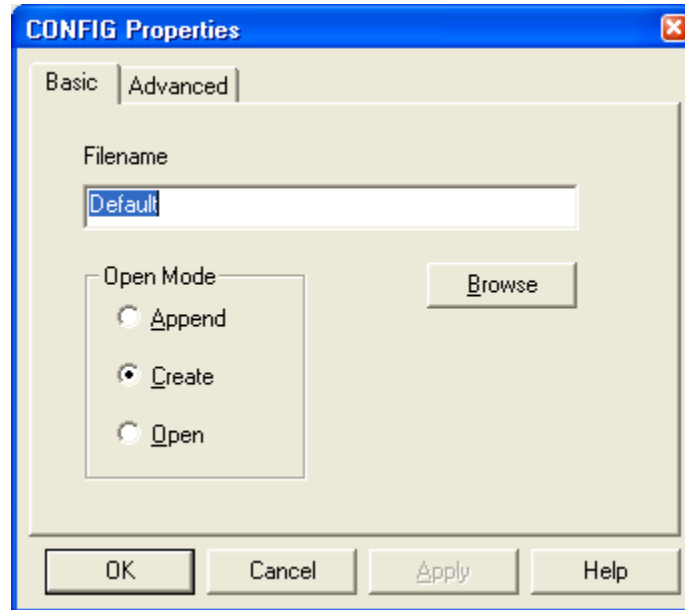 CONFIG Properties
Basic Advanced
Filename
Default
Open Mode
Browse
Append
Create
Open
OK Cancel Apply Help